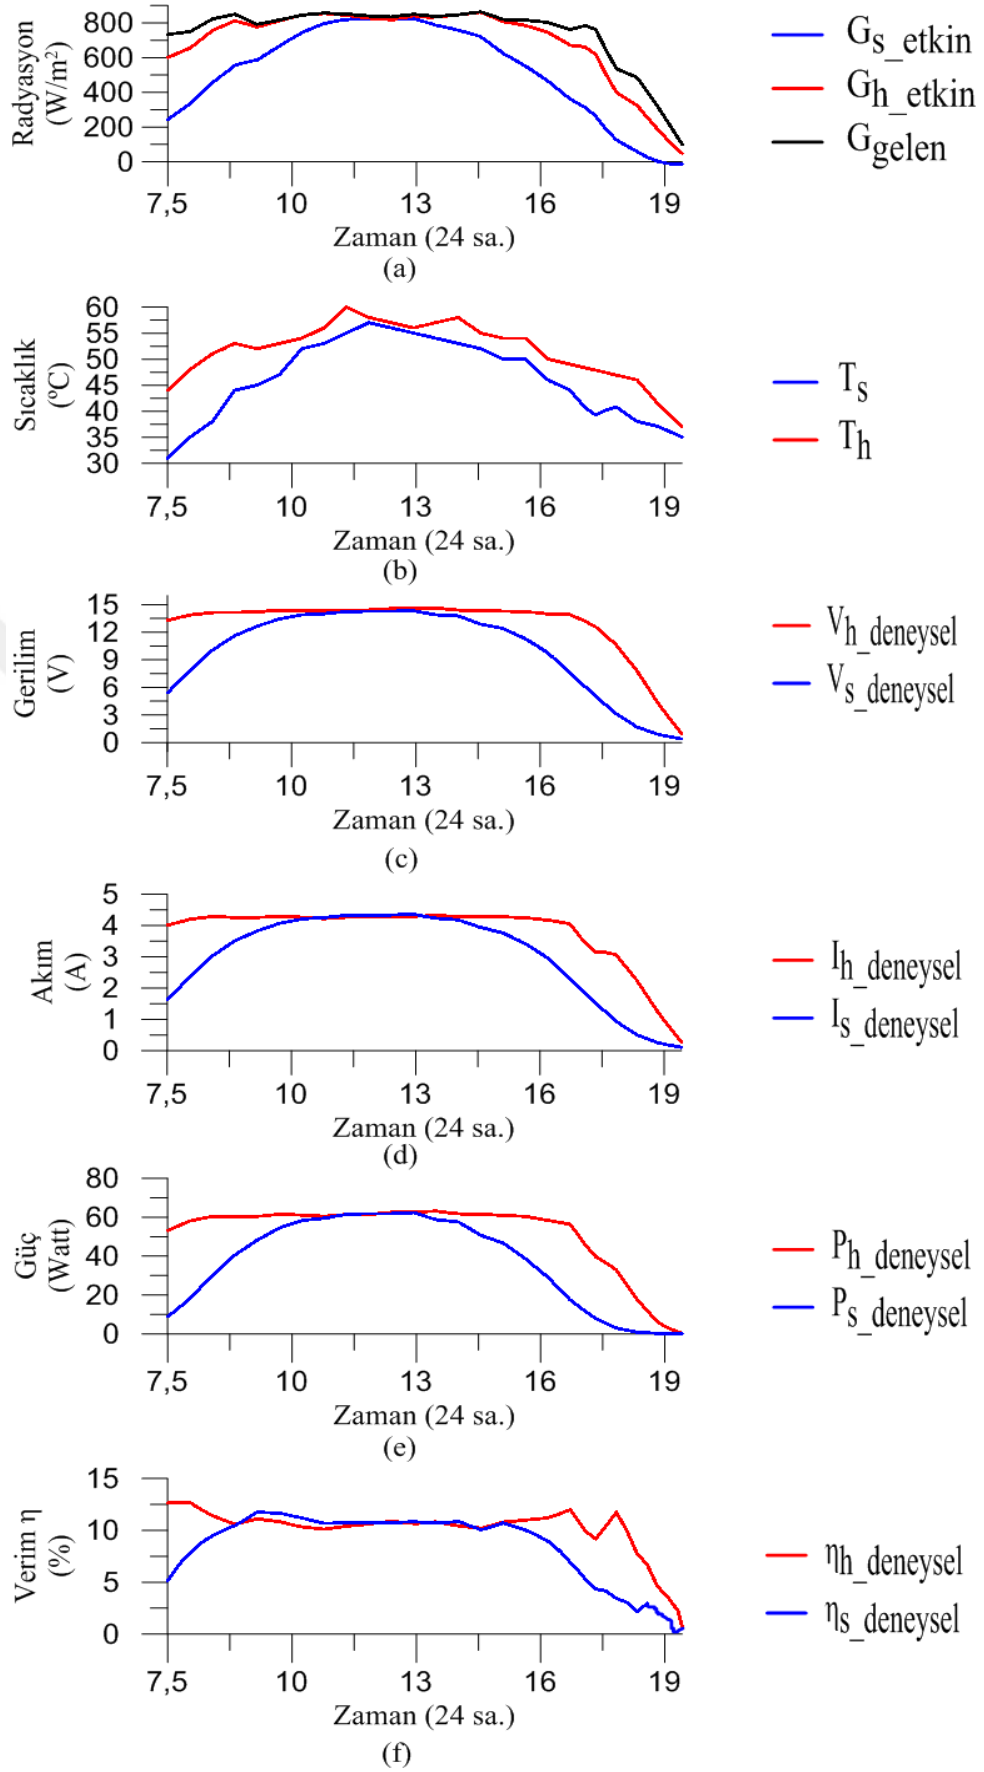 Radyasyon
(W/m²)
800
600
400
200
0
7,5 10 13 16 19
Zaman (24 sa.)
(a)
Gs_etkin
Gh_etkin
Ggelen
Sıcaklık
(ºC)
60
55
50
45
40
35
30
7,5 10 13 16 19
Zaman (24 sa.)
(b)
Ts
Th
Gerilim
(V)
15
12
9
6
3
0
7,5 10 13 16 19
Zaman (24 sa.)
(c)
Vh_deneysel
Vs_deneysel
Akım
(A)
5
4
3
2
1
0
7,5 10 13 16 19
Zaman (24 sa.)
(d)
Ih_deneysel
Is_deneysel
Güç
(Watt)
80
60
40
20
0
7,5 10 13 16 19
Zaman (24 sa.)
(e)
Ph_deneysel
Ps_deneysel
Verim η
(%)
15
10
5
0
7,5 10 13 16 19
Zaman (24 sa.)
(f)
ηh_deneysel
ηs_deneysel